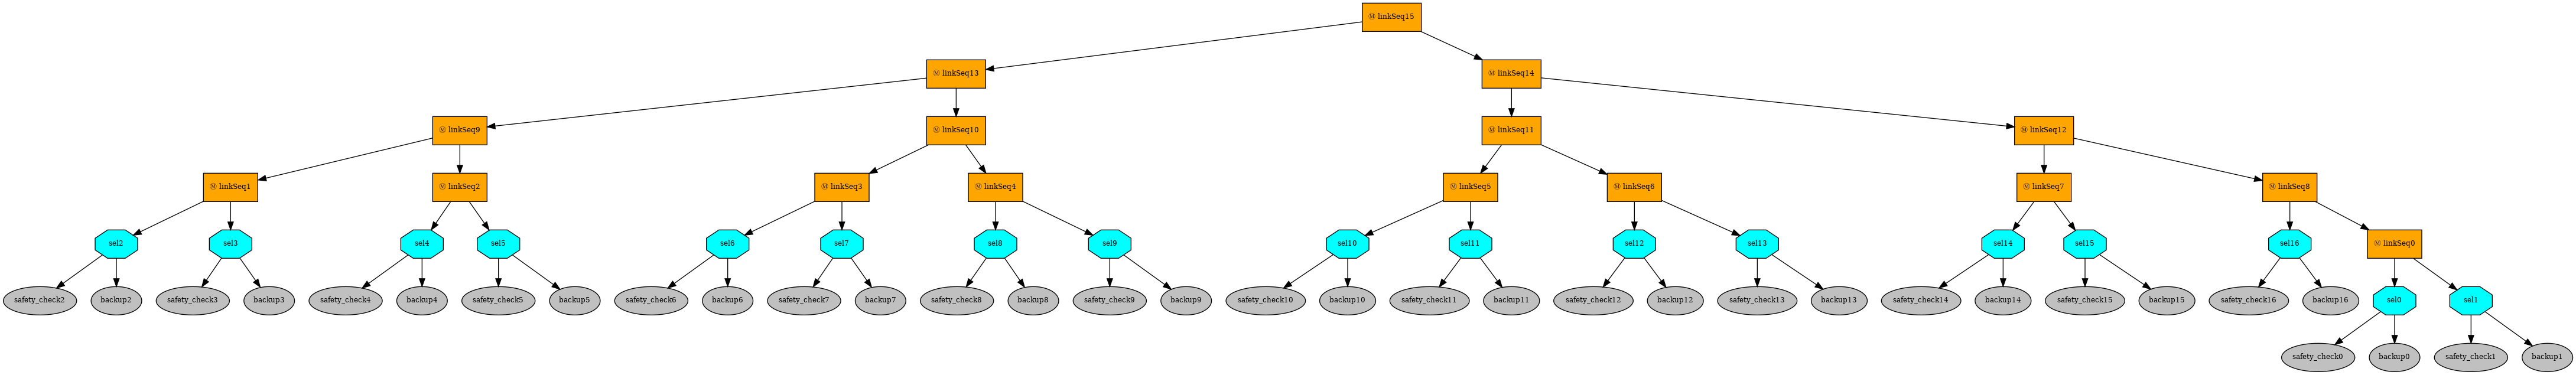 Ⓜ linkSeq15
Ⓜ linkSeq13
Ⓜ linkSeq14
Ⓜ linkSeq9
Ⓜ linkSeq10
Ⓜ linkSeq11
Ⓜ linkSeq12
Ⓜ linkSeq1
Ⓜ linkSeq2
Ⓜ linkSeq3
Ⓜ linkSeq4
Ⓜ linkSeq5
Ⓜ linkSeq6
Ⓜ linkSeq7
Ⓜ linkSeq8
sel2
sel3
sel4
sel5
sel6
sel7
sel8
sel9
sel10
sel11
sel12
sel13
sel14
sel15
sel16
Ⓜ linkSeq0
safety_check2
backup2
safety_check3
backup3
safety_check4
backup4
safety_check5
backup5
safety_check6
backup6
safety_check7
backup7
safety_check8
backup8
safety_check9
backup9
safety_check10
backup10
safety_check11
backup11
safety_check12
backup12
safety_check13
backup13
safety_check14
backup14
safety_check15
backup15
safety_check16
backup16
sel0
sel1
safety_check0
backup0
safety_check1
backup1